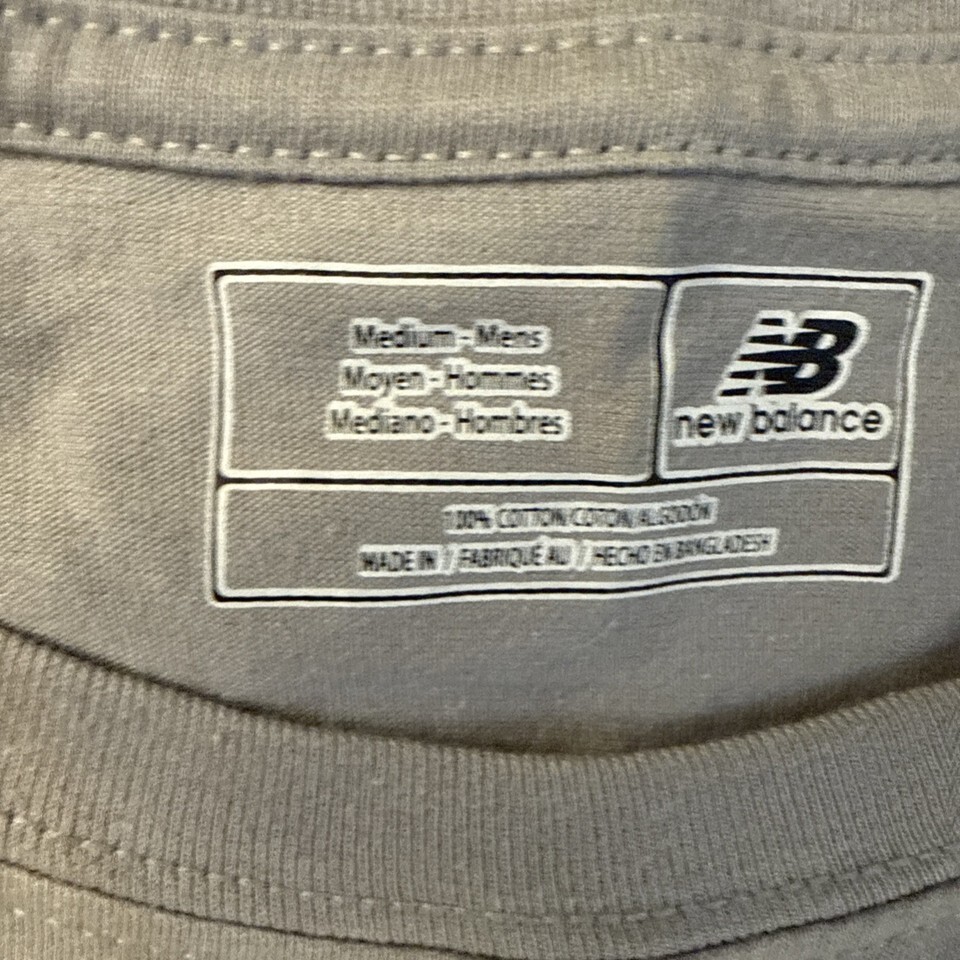 Medium - Mens
Moyen - Hommes
Mediano - Hombres
NB
new balance
100% COTTON/COTON/ALGODÓN
MADE IN / FABRIQUÉ AU / HECHO EN BANGLADESH